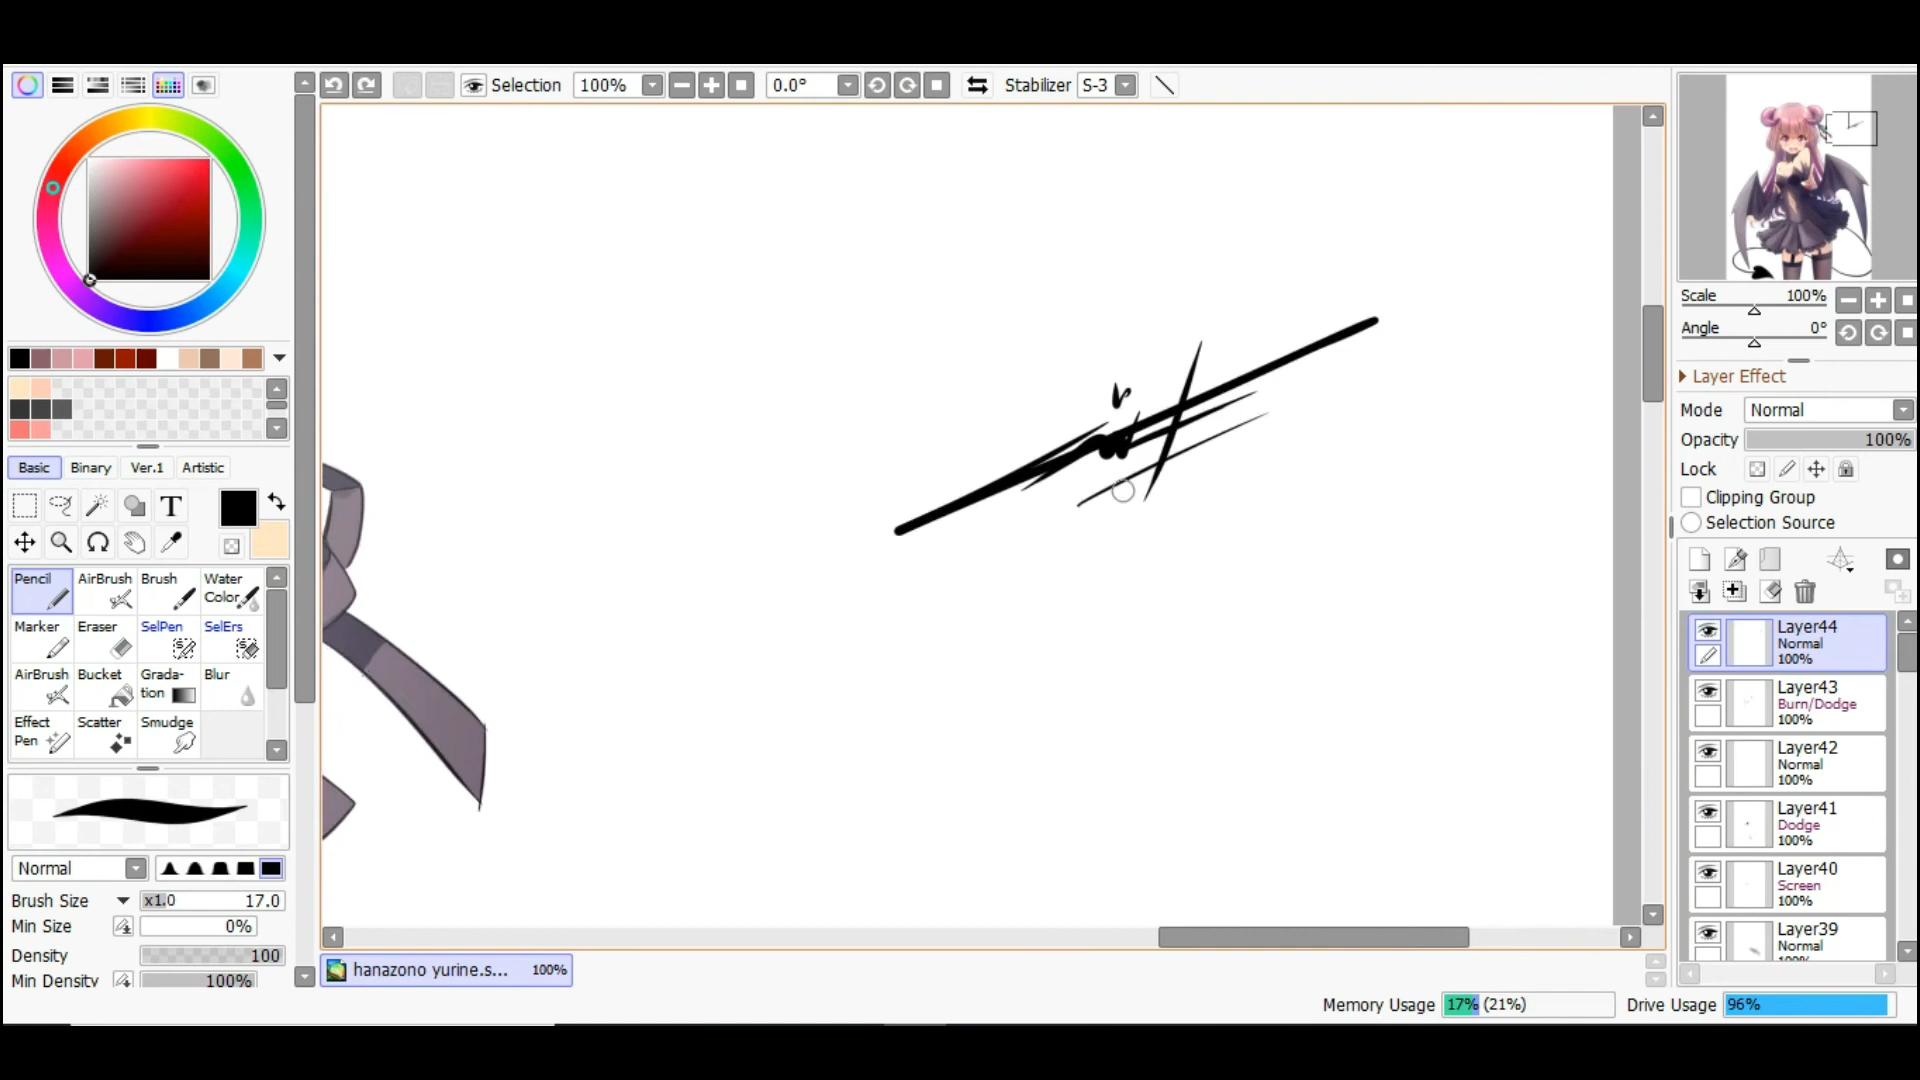 Selection 100% 0.0° Stabilizer S-3
Scale 100%
Angle 0°
Layer Effect
Mode Normal
Opacity 100%
Lock
Clipping Group
Selection Source
Basic Binary Ver.1 Artistic
T
Pencil AirBrush Brush Water Color
Marker Eraser SelPen SelErs
AirBrush Bucket Grada-tion Blur
Effect Pen Scatter Smudge
Normal
Brush Size x1.0 17.0
Min Size 0%
Density 100
Min Density 100%
Layer44
Normal
100%
Layer43
Burn/Dodge
100%
Layer42
Normal
100%
Layer41
Dodge
100%
Layer40
Screen
100%
Layer39
Normal
100%
hanazono yurine.s... 100%
Memory Usage 17% (21%) Drive Usage 96%